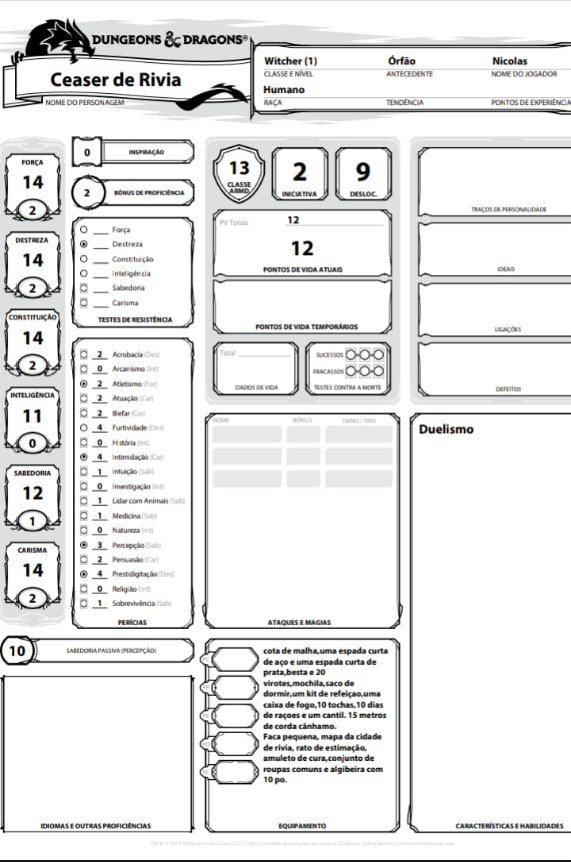 DUNGEONS & DRAGONS®
Ceaser de Rivia
NOME DO PERSONAGEM
Witcher (1)
Órfão
Nicolas
CLASSE E NÍVEL
ANTECEDENTE
NOME DO JOGADOR
Humano
RAÇA
TENDÊNCIA
PONTOS DE EXPERIÊNCIA
FORÇA
14
2
DESTREZA
14
2
CONSTITUIÇÃO
14
2
INTELIGÊNCIA
11
0
SABEDORIA
12
1
CARISMA
14
2
0
INSPIRAÇÃO
2
BÔNUS DE PROFICIÊNCIA
Força
Destreza
Constituição
Inteligência
Sabedoria
Carisma
TESTES DE RESISTÊNCIA
2 Acrobacia (Des)
0 Arcanismo (Int)
2 Atletismo (For)
2 Atuação (Car)
2 Blefar (Car)
4 Furtividade (Des)
0 História (Int)
4 Intimidação (Car)
1 Intuição (Sab)
0 Investigação (Int)
1 Lidar com Animais (Sab)
1 Medicina (Sab)
0 Natureza (Int)
3 Percepção (Sab)
2 Persuasão (Car)
4 Prestidigitação (Des)
0 Religião (Int)
1 Sobrevivência (Sab)
PERÍCIAS
10
SABEDORIA PASSIVA (PERCEPÇÃO)
IDIOMAS E OUTRAS PROFICIÊNCIAS
13
CLASSE
ARMD.
2
INICIATIVA
9
DESLOC.
PV Totais
12
12
PONTOS DE VIDA ATUAIS
PONTOS DE VIDA TEMPORÁRIOS
Total
DADOS DE VIDA
SUCESSOS
FRACASSOS
TESTES CONTRA A MORTE
NOME
BÔNUS
DANO / TIPO
ATAQUES E MAGIAS
cota de malha,uma espada curta
de aço e uma espada curta de
prata,besta e 20
virotes,mochila,saco de
dormir,um kit de refeiçao,uma
caixa de fogo,10 tochas,10 dias
de raçoes e um cantil. 15 metros
de corda cânhamo.
Faca pequena, mapa da cidade
de rivia, rato de estimação,
amuleto de cura,conjunto de
roupas comuns e algibeira com
10 po.
EQUIPAMENTO
TRAÇOS DE PERSONALIDADE
IDEAIS
LIGAÇÕES
DEFEITOS
Duelismo
CARACTERÍSTICAS E HABILIDADES